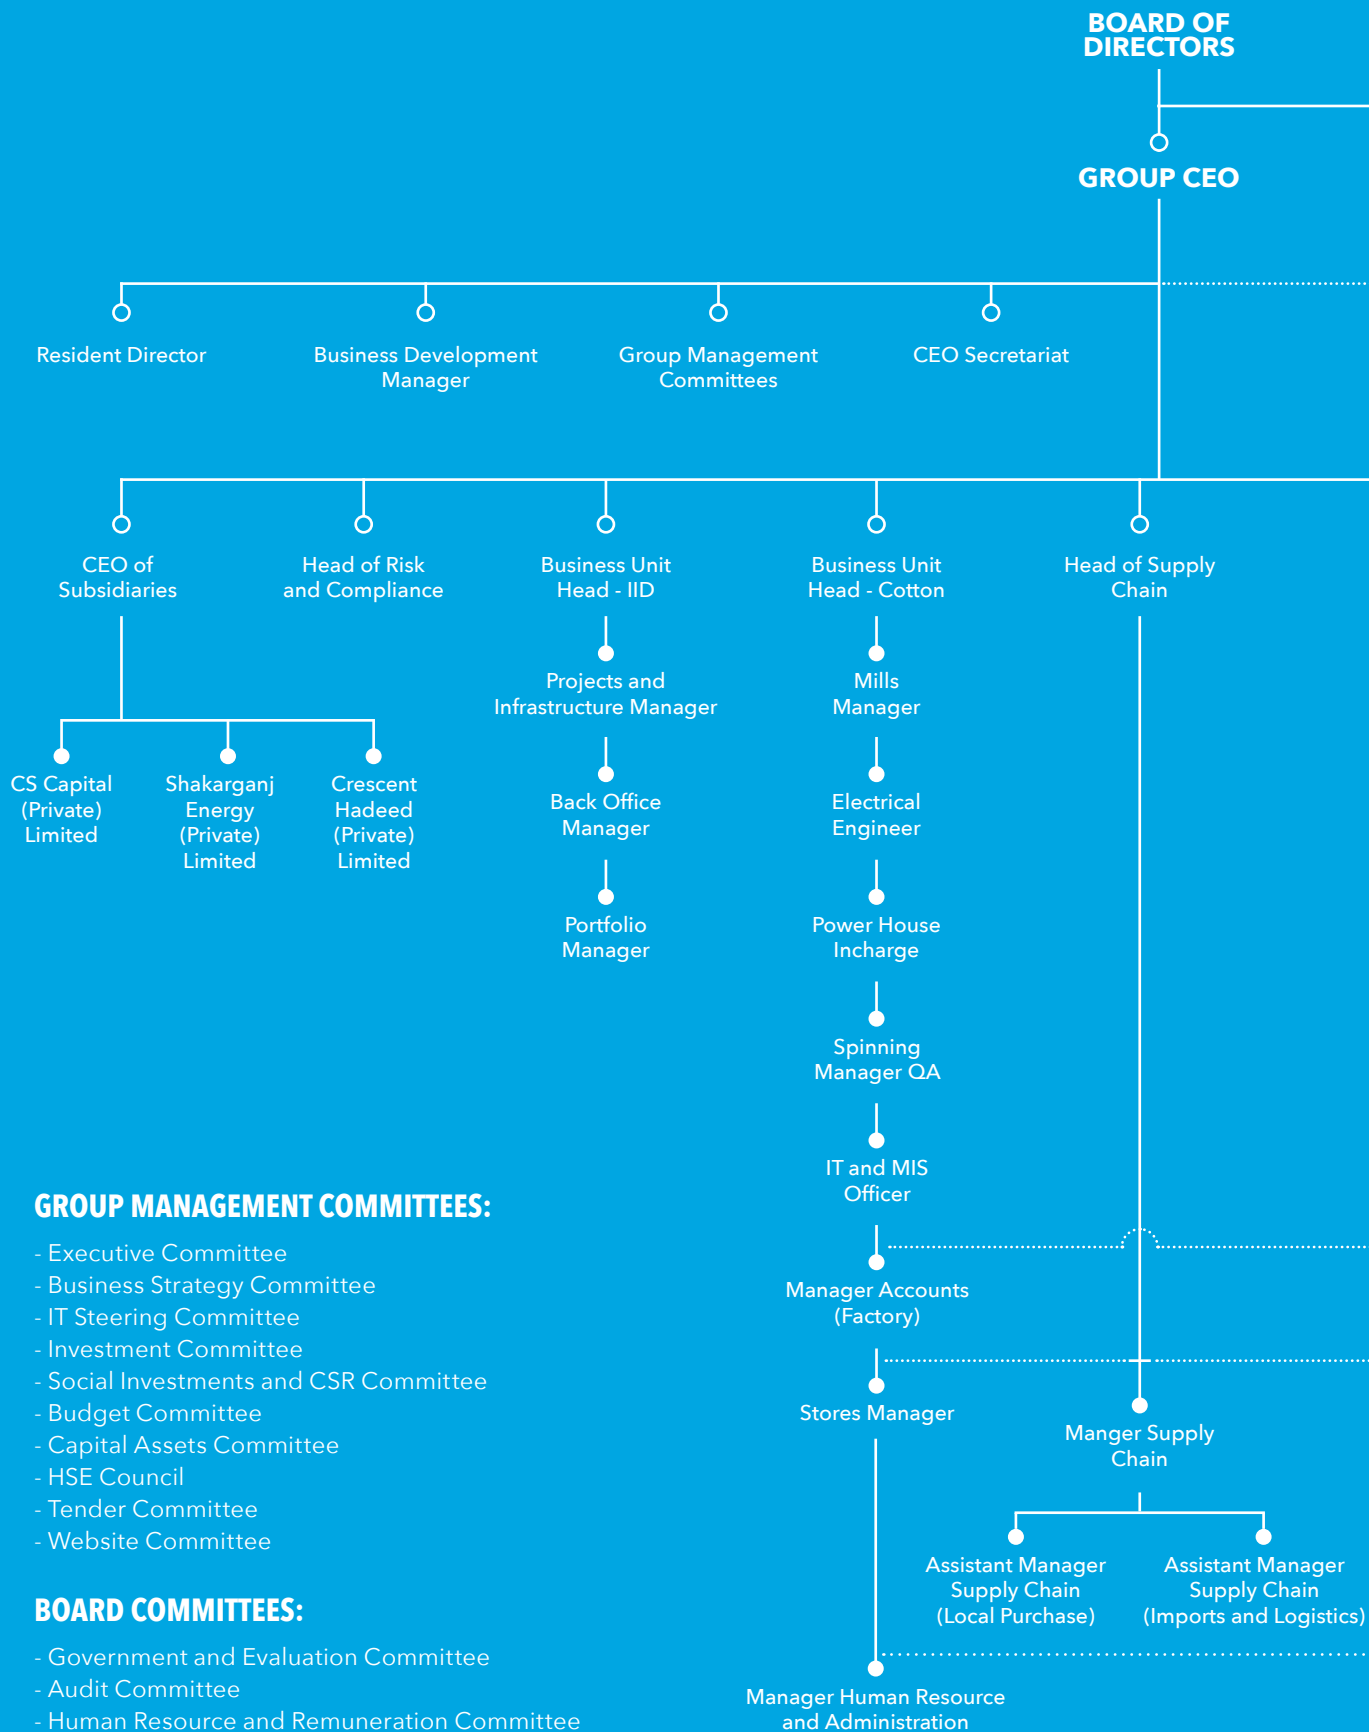 BOARD OF
DIRECTORS
GROUP CEO
Resident Director
Business Development
Manager
Group Management
Committees
CEO Secretariat
CEO of
Subsidiaries
Head of Risk
and Compliance
Business Unit
Head - IID
Business Unit
Head - Cotton
Head of Supply
Chain
Projects and
Infrastructure Manager
Mills
Manager
CS Capital
(Private)
Limited
Shakarganj
Energy
(Private)
Limited
Crescent
Hadeed
(Private)
Limited
Back Office
Manager
Electrical
Engineer
Portfolio
Manager
Power House
Incharge
Spinning
Manager QA
IT and MIS
Officer
Manager Accounts
(Factory)
Stores Manager
Manger Supply
Chain
Assistant Manager
Supply Chain
(Local Purchase)
Assistant Manager
Supply Chain
(Imports and Logistics)
Manager Human Resource
and Administration
GROUP MANAGEMENT COMMITTEES:
- Executive Committee
- Business Strategy Committee
- IT Steering Committee
- Investment Committee
- Social Investments and CSR Committee
- Budget Committee
- Capital Assets Committee
- HSE Council
- Tender Committee
- Website Committee
BOARD COMMITTEES:
- Government and Evaluation Committee
- Audit Committee
- Human Resource and Remuneration Committee